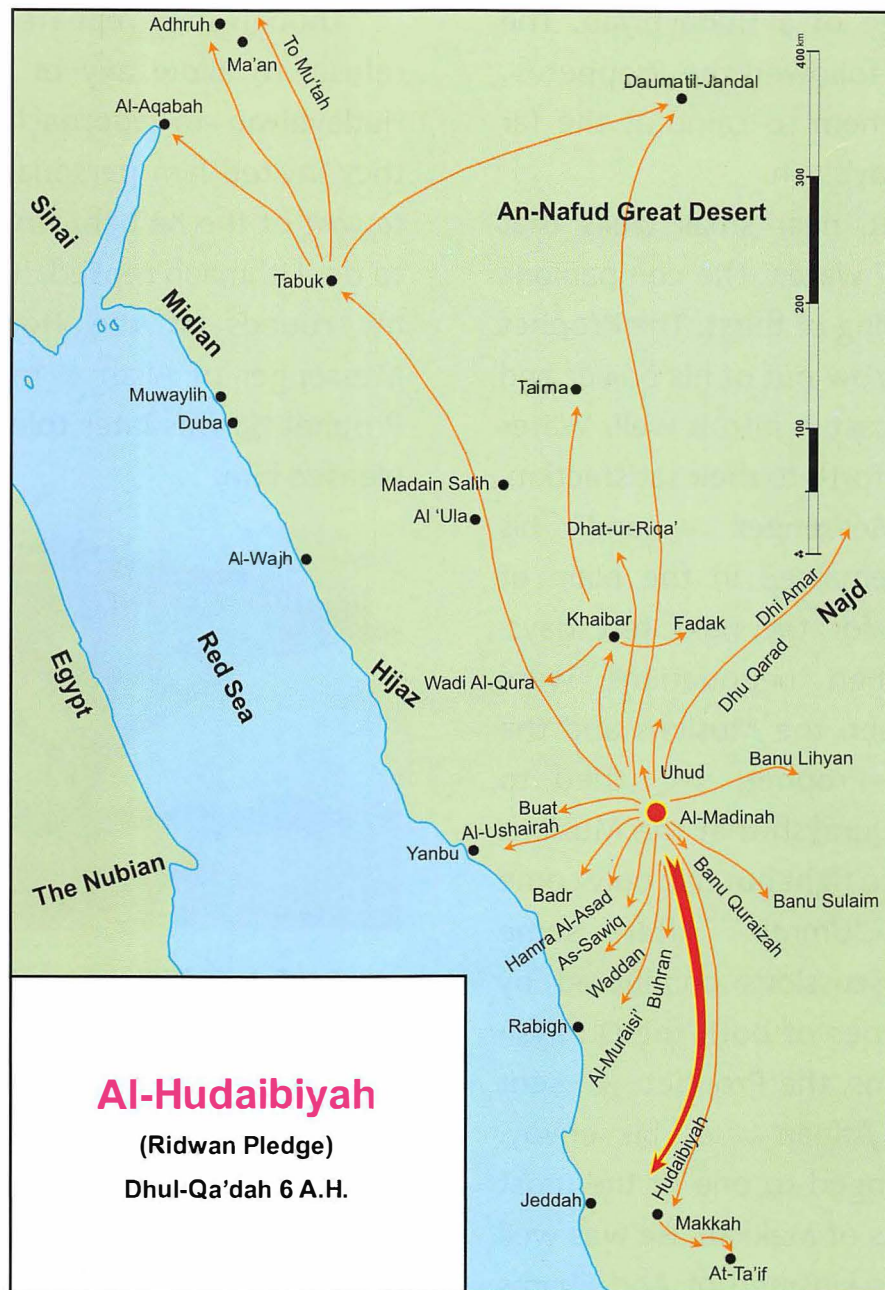 Adhruh
Ma'an
To Mu'tah
Al-Aqabah
Daumatil-Jandal
400 km
300
An-Nafud Great Desert
Sinai
Tabuk
200
Midian
Muwaylih
Duba
Taima
100
Madain Salih
Al 'Ula
Dhat-ur-Riqa'
Al-Wajh
Khaibar
Fadak
Dhi Amar
Najd
Dhu Qarad
Wadi Al-Qura
Hijaz
Red Sea
Egypt
Uhud
Banu Lihyan
Buat
Al-Madinah
Al-Ushairah
Yanbu
The Nubian
Badr
Banu Quraizah
Banu Sulaim
Hamra Al-Asad
As-Sawiq
Waddan
Buhran
Al-Muraisi'
Rabigh
Hudaibiyah
Jeddah
Makkah
At-Ta'if
Al-Hudaibiyah
(Ridwan Pledge)
Dhul-Qa'dah 6 A.H.